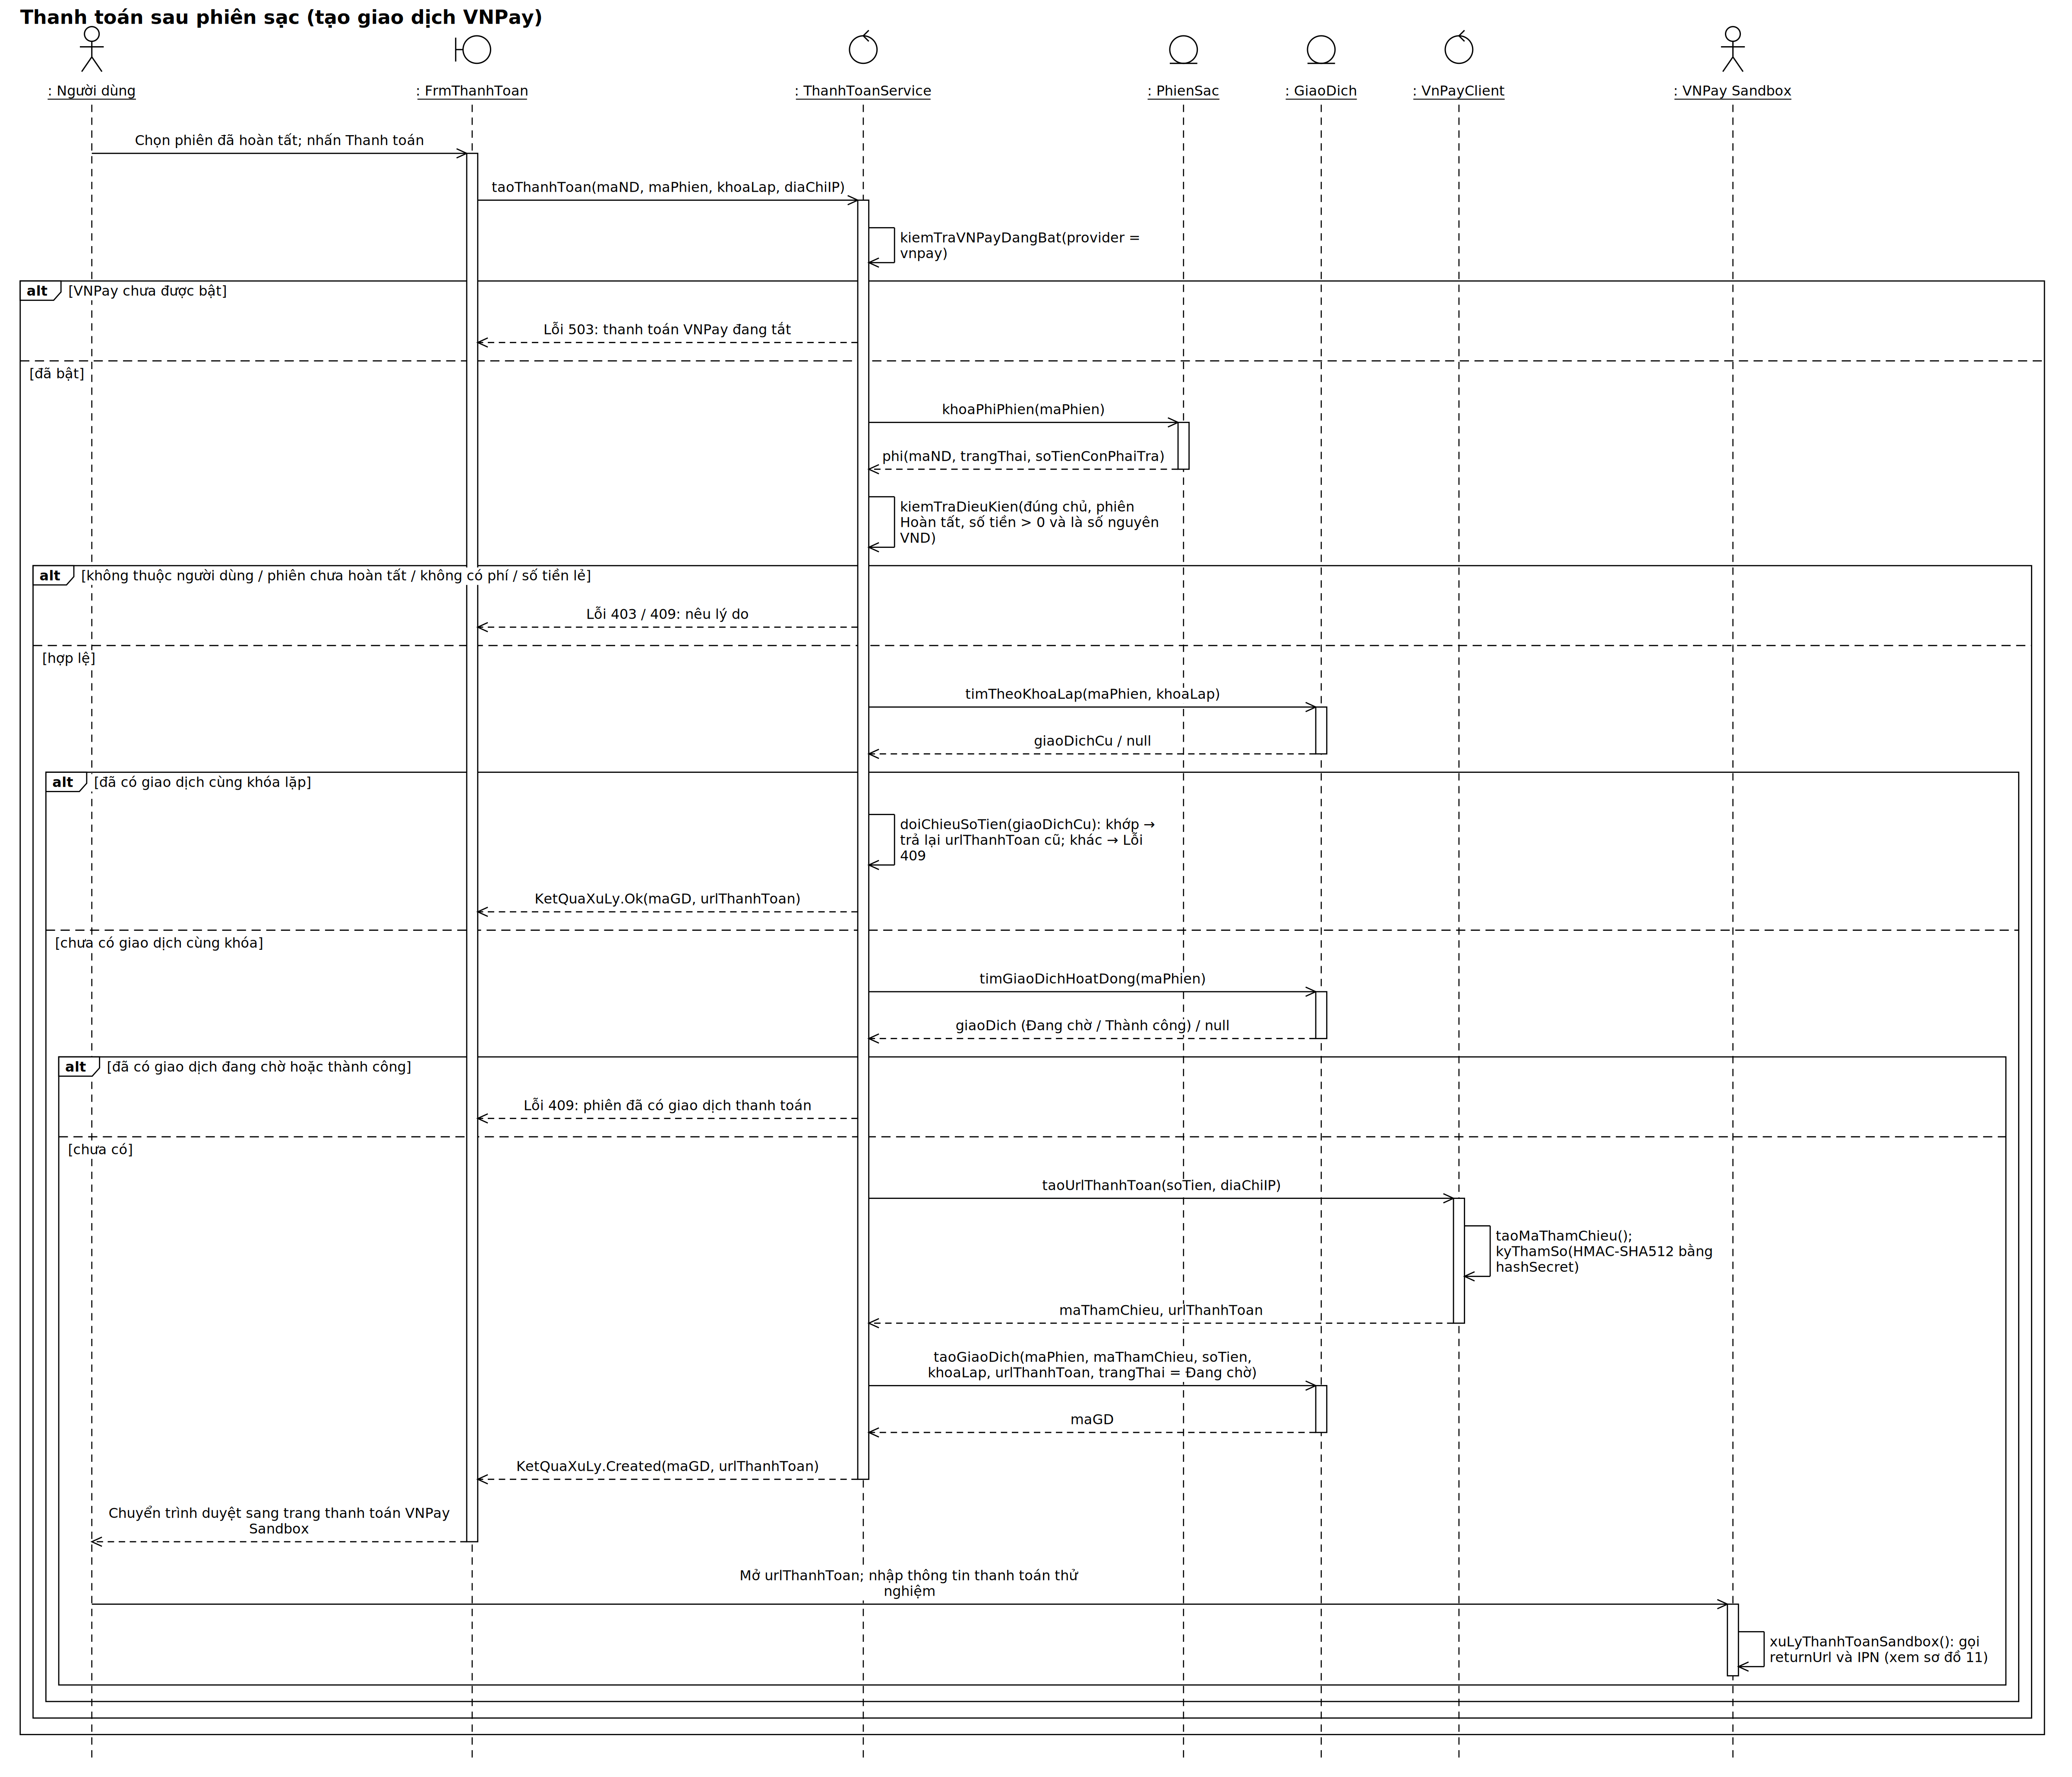 Thanh toán sau phiên sạc (tạo giao dịch VNPay)
: Người dùng
: FrmThanhToan
: ThanhToanService
: PhienSac
: GiaoDich
: VnPayClient
: VNPay Sandbox
Chọn phiên đã hoàn tất; nhấn Thanh toán
taoThanhToan(maND, maPhien, khoaLap, diaChiIP)
kiemTraVNPayDangBat(provider =
vnpay)
alt [VNPay chưa được bật]
Lỗi 503: thanh toán VNPay đang tắt
[đã bật]
khoaPhiPhien(maPhien)
phi(maND, trangThai, soTienConPhaiTra)
kiemTraDieuKien(đúng chủ, phiên
Hoàn tất, số tiền > 0 và là số nguyên
VND)
alt [không thuộc người dùng / phiên chưa hoàn tất / không có phí / số tiền lẻ]
Lỗi 403 / 409: nêu lý do
[hợp lệ]
timTheoKhoaLap(maPhien, khoaLap)
giaoDichCu / null
alt [đã có giao dịch cùng khóa lặp]
doiChieuSoTien(giaoDichCu): khớp →
trả lại urlThanhToan cũ; khác → Lỗi
409
KetQuaXuLy.Ok(maGD, urlThanhToan)
[chưa có giao dịch cùng khóa]
timGiaoDichHoatDong(maPhien)
giaoDich (Đang chờ / Thành công) / null
alt [đã có giao dịch đang chờ hoặc thành công]
Lỗi 409: phiên đã có giao dịch thanh toán
[chưa có]
taoUrlThanhToan(soTien, diaChiIP)
taoMaThamChieu();
kyThamSo(HMAC-SHA512 bằng
hashSecret)
maThamChieu, urlThanhToan
taoGiaoDich(maPhien, maThamChieu, soTien,
khoaLap, urlThanhToan, trangThai = Đang chờ)
maGD
KetQuaXuLy.Created(maGD, urlThanhToan)
Chuyển trình duyệt sang trang thanh toán VNPay
Sandbox
Mở urlThanhToan; nhập thông tin thanh toán thử
nghiệm
xuLyThanhToanSandbox(): gọi
returnUrl và IPN (xem sơ đồ 11)